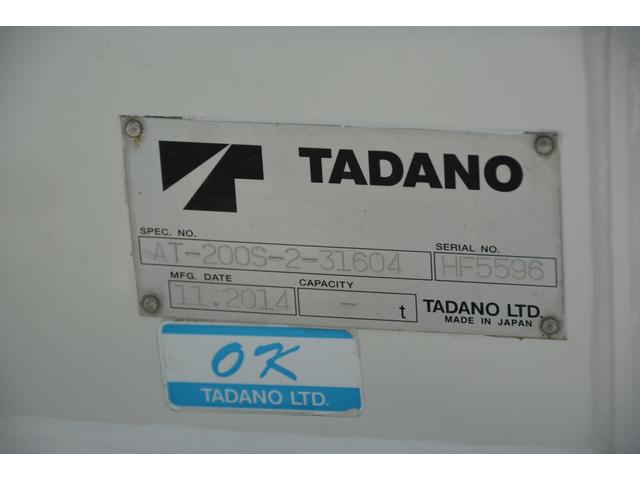 TADANO
SPEC. NO.
AT-200S-2-31604
SERIAL NO.
HF5596
MFG. DATE
11.2014
CAPACITY
- t
TADANO LTD.
MADE IN JAPAN
OK
TADANO LTD.